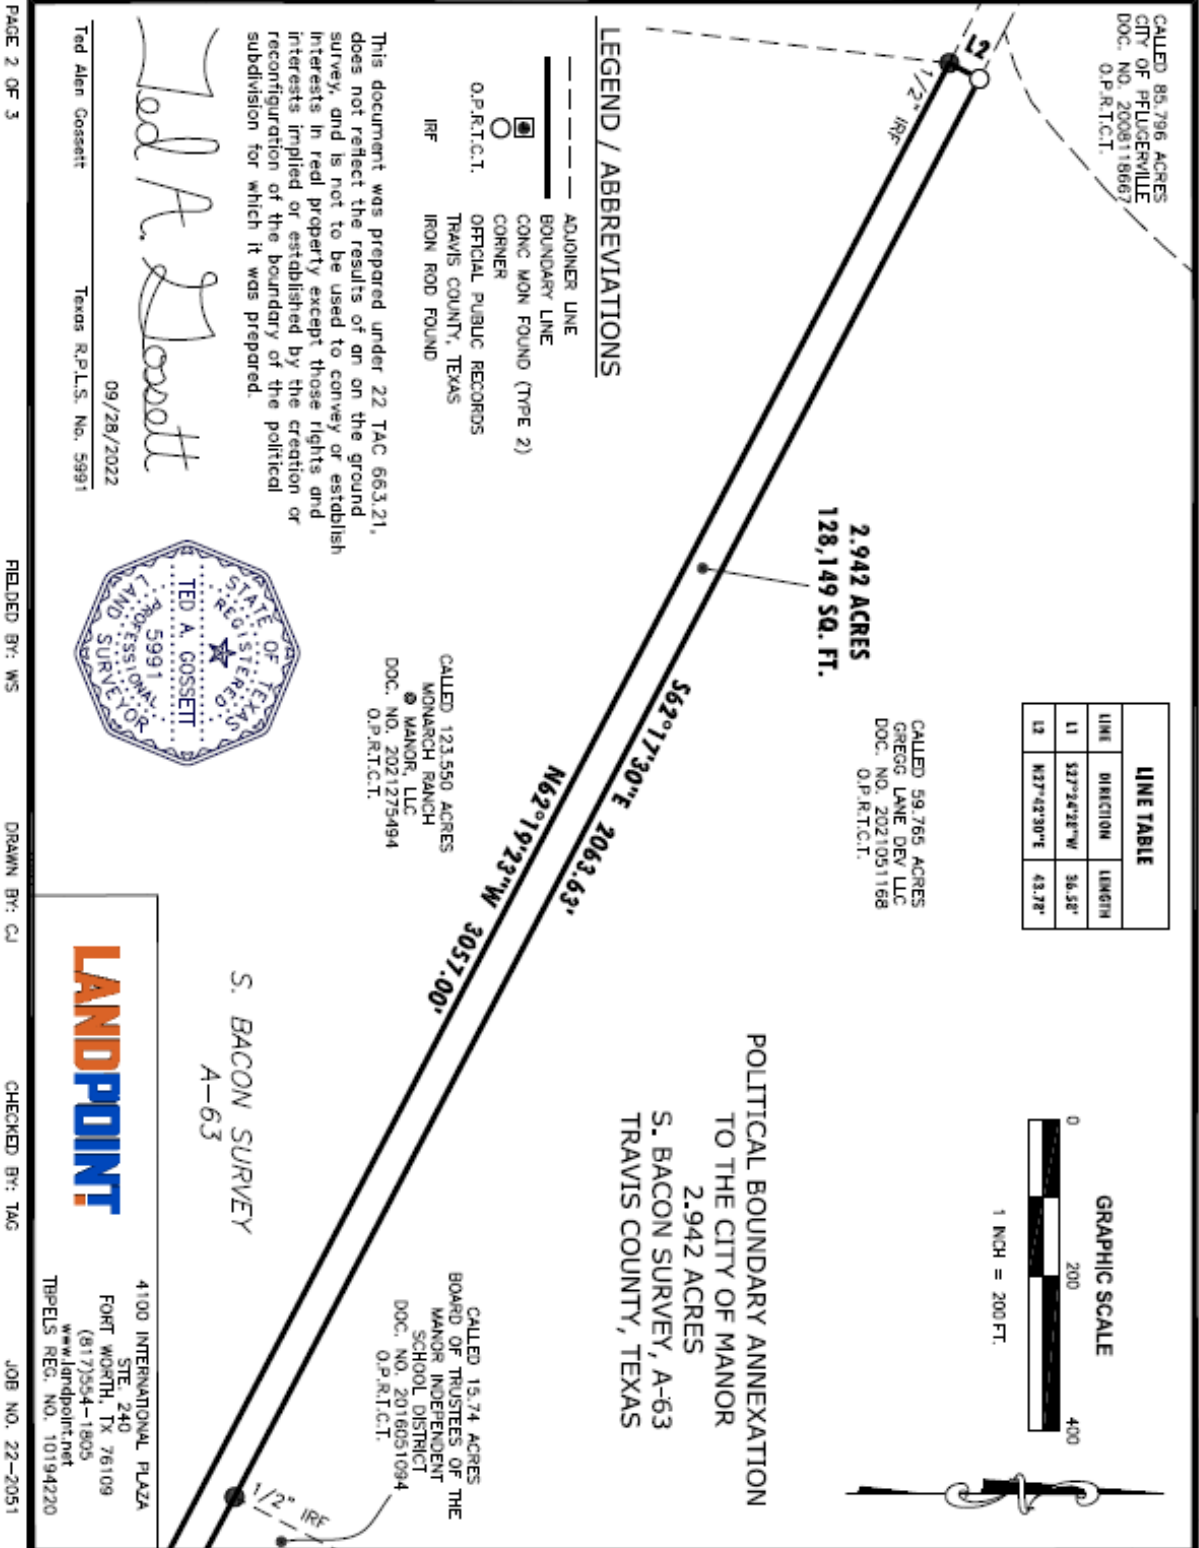 CALLED 85.796 ACRES
CITY OF PFLUGERVILLE
DOC. NO. 2008118667
O.P.R.T.C.T.
L2
1/2" IRF
LINE TABLE
LINE DIRECTION LENGTH
L1 S27°24'28"W 36.58'
L2 N27°42'30"E 43.78'
GRAPHIC SCALE
0 200 400
1 INCH = 200 FT.
2.942 ACRES
128,149 SQ. FT.
CALLED 59.765 ACRES
GREGG LANE DEV LLC
DOC. NO. 2021051168
O.P.R.T.C.T.
POLITICAL BOUNDARY ANNEXATION
TO THE CITY OF MANOR
2.942 ACRES
S. BACON SURVEY, A-63
TRAVIS COUNTY, TEXAS
S62°17'30"E 2063.63'
N62°19'23"W 3057.00'
LEGEND / ABBREVIATIONS
ADJOINER LINE
BOUNDARY LINE
CONC MON FOUND (TYPE 2)
CORNER
O.P.R.T.C.T. OFFICIAL PUBLIC RECORDS
TRAVIS COUNTY, TEXAS
IRF IRON ROD FOUND
CALLED 123.550 ACRES
MONARCH RANCH
@ MANOR, LLC
DOC. NO. 2021275494
O.P.R.T.C.T.
CALLED 15.74 ACRES
BOARD OF TRUSTEES OF THE
MANOR INDEPENDENT
SCHOOL DISTRICT
DOC. NO. 2016051094
O.P.R.T.C.T.
1/2" IRF
This document was prepared under 22 TAC 663.21,
does not reflect the results of an on the ground
survey, and is not to be used to convey or establish
interests in real property except those rights and
interests implied or established by the creation or
reconfiguration of the boundary of the political
subdivision for which it was prepared.
S. BACON SURVEY
A-63
Ted A. Gossett
09/28/2022
Ted Alen Gossett Texas R.P.L.S. No. 5991
STATE OF TEXAS
REGISTERED
TED A. GOSSETT
5991
PROFESSIONAL
LAND SURVEYOR
LANDPOINT
4100 INTERNATIONAL PLAZA
STE. 240
FORT WORTH, TX 76109
(817)554-1805
www.landpoint.net
TBPELS REG. NO. 10194220
PAGE 2 OF 3 FIELDED BY: WS DRAWN BY: CJ CHECKED BY: TAG JOB NO. 22-2051